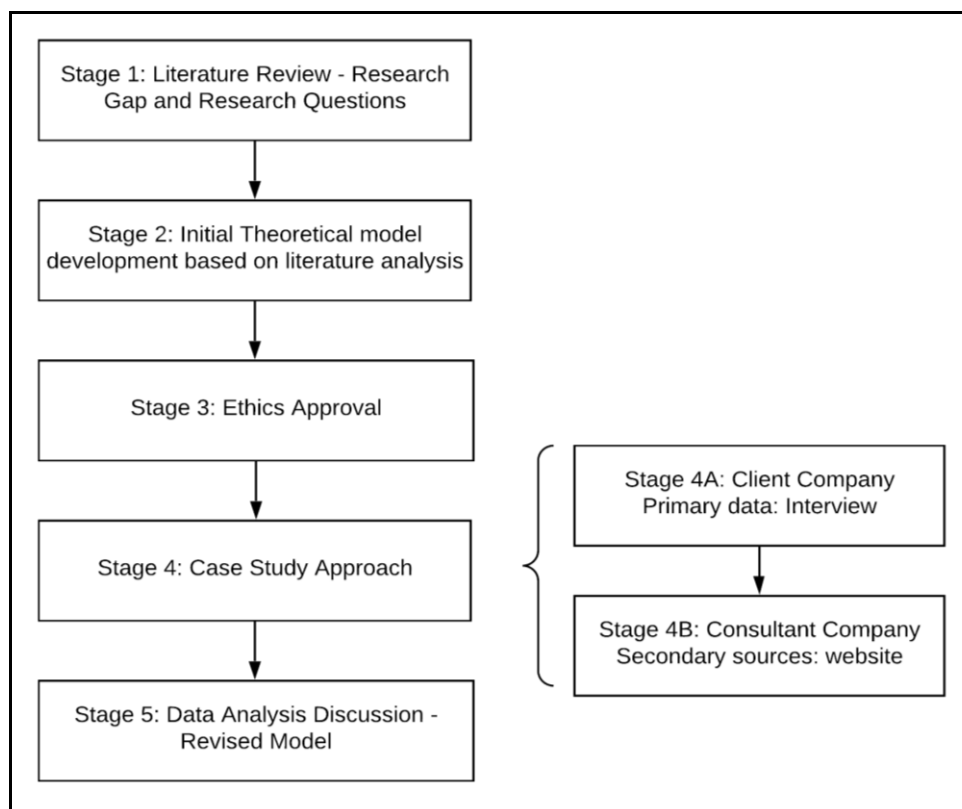 Stage 1: Literature Review - Research
Gap and Research Questions
Stage 2: Initial Theoretical model
development based on literature analysis
Stage 3: Ethics Approval
Stage 4: Case Study Approach
Stage 4A: Client Company
Primary data: Interview
Stage 4B: Consultant Company
Secondary sources: website
Stage 5: Data Analysis Discussion -
Revised Model